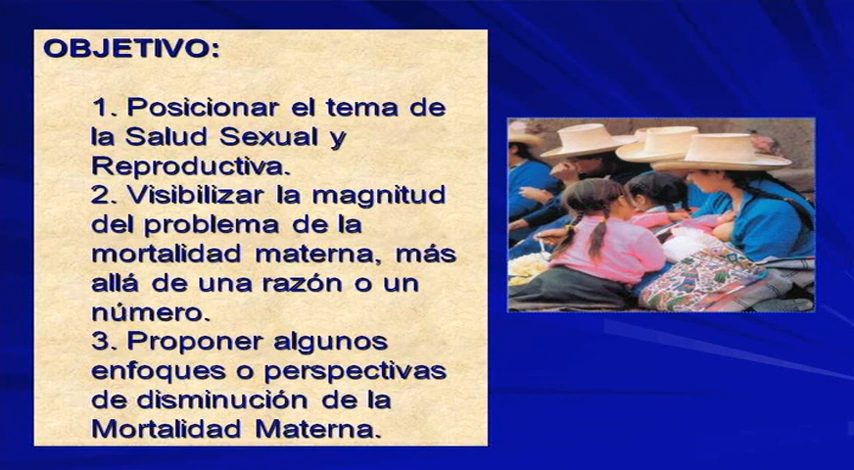 OBJETIVO:
1. Posicionar el tema de
la Salud Sexual y
Reproductiva.
2. Visibilizar la magnitud
del problema de la
mortalidad materna, más
allá de una razón o un
número.
3. Proponer algunos
enfoques o perspectivas
de disminución de la
Mortalidad Materna.